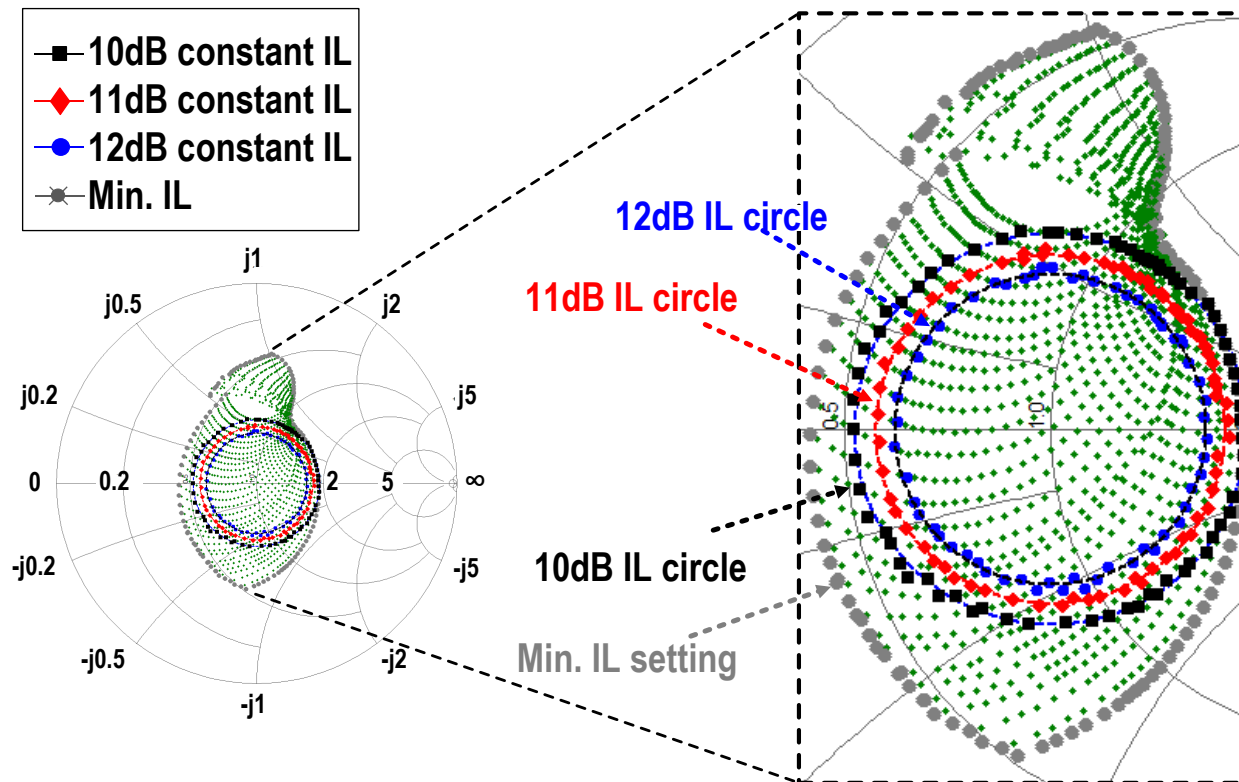 10dB constant IL
11dB constant IL
12dB constant IL
Min. IL
j1
j0.5
j2
j0.2
j5
0
0.2
2
5
∞
-j0.2
-j5
-j0.5
-j2
-j1
12dB IL circle
11dB IL circle
10dB IL circle
Min. IL setting
0.5
1.0